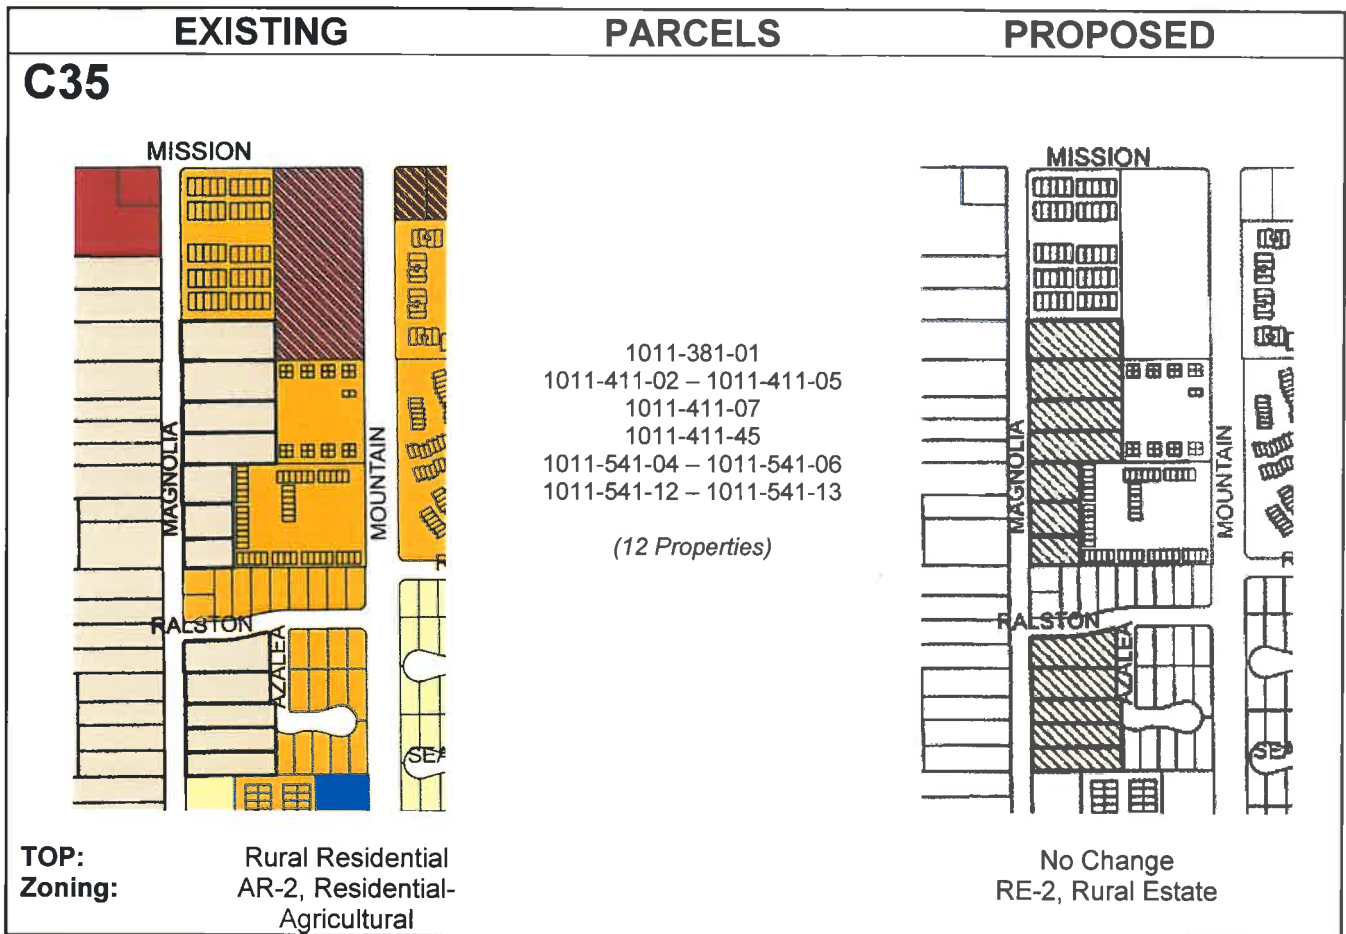 EXISTING PARCELS PROPOSED
C35
MISSION
MAGNOLIA
MOUNTAIN
RALSTON
AZALEA
SEA
1011-381-01
1011-411-02 – 1011-411-05
1011-411-07
1011-411-45
1011-541-04 – 1011-541-06
1011-541-12 – 1011-541-13
(12 Properties)
MISSION
MAGNOLIA
MOUNTAIN
RALSTON
AZALEA
SEA
TOP: Rural Residential No Change
Zoning: AR-2, Residential- RE-2, Rural Estate
Agricultural